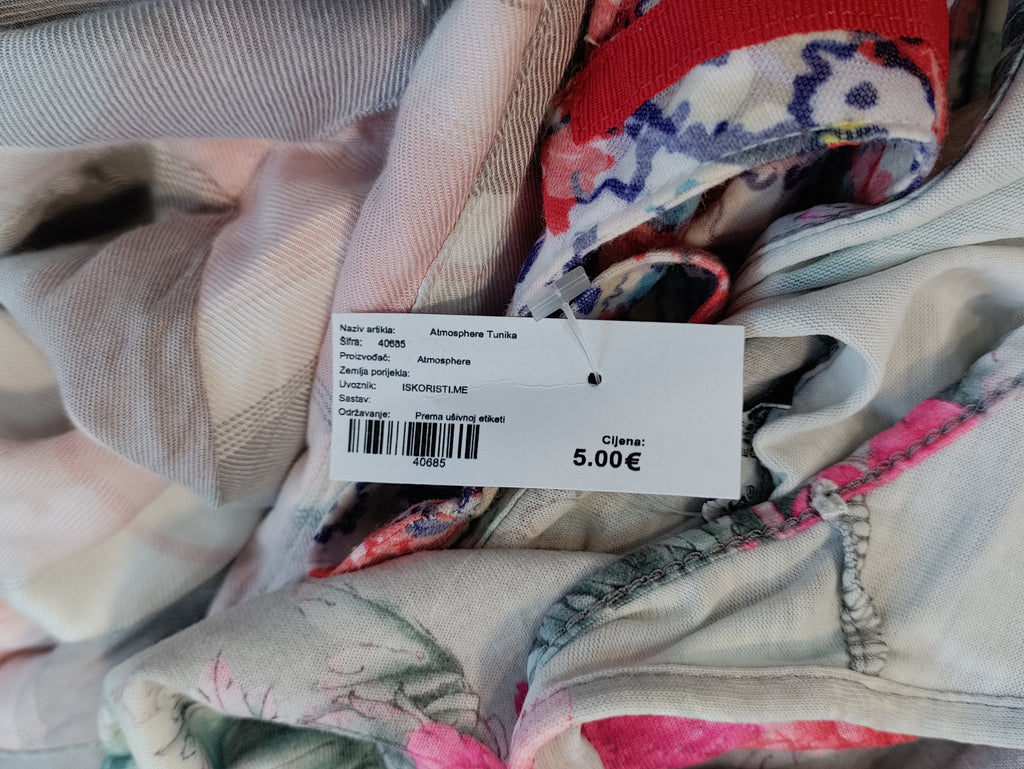 Naziv artikla: Atmosphere Tunika
Šifra: 40685
Proizvođač: Atmosphere
Zemlja porijekla:
Uvoznik: ISKORISTI.ME
Sastav:
Održavanje: Prema ušivnoj etiketi
40685
Cijena:
5.00€